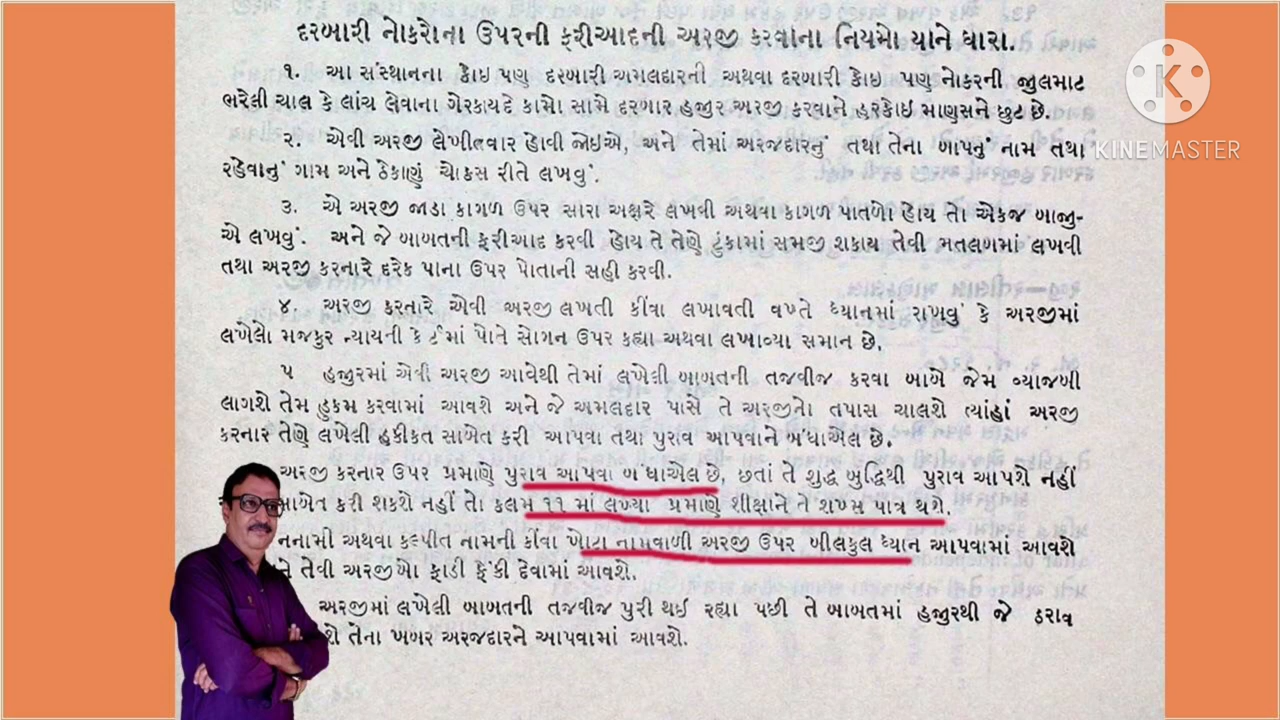 દરબારી નોકરોના ઉપરની ફરીઆદની અરજી કરવાના નિયમો યાને ધારા.
૧. આ સંસ્થાનના કોઇ પણ દરબારી અમલદારની અથવા દરબારી કોઇ પણ નોકરની જુલમાટ
ભરેલી ચાલ કે લાંચ લેવાના ગેરકાયદે કામો સામે દરબાર હજીર અરજી કરવાને હરકોઇ માણસને છુટ છે.
KINEMASTER
૨. એવી અરજી લેખીતવાર હોવી જોઇએ, અને તેમાં અરજદારનું તથા તેના બાપનું નામ તથા
રહેવાનું ગામ અને ઠેકાણું ચોકસ રીતે લખવું.
૩. એ અરજી જાડા કાગળ ઉપર સારા અક્ષરે લખવી અથવા કાગળ પાતળો હોય તો એકજ બાજી-
એ લખવું. અને જે બાબતની ફરીઆદ કરવી હોય તે તેણે ટુંકામાં સમજી શકાય તેવી મતલબમાં લખવી
તથા અરજી કરનારે દરેક પાના ઉપર પોતાની સહી કરવી.
૪. અરજી કરતારે એવી અરજી લખતી કીંવા લખાવતી વખતે ધ્યાનમાં રાખવું કે અરજીમાં
લખેલો મજકુર ન્યાયની કોર્ટમાં પોતે સોગન ઉપર કહ્યા અથવા લખાવ્યા સમાન છે.
૫ હજીરમાં એવી અરજી આવેથી તેમાં લખેલી બાબતની તજવીજ કરવા બાબે જેમ વ્યાજબી
લાગશે તેમ હુકમ કરવામાં આવશે અને જે અમલદાર પાસે તે અરજીનો તપાસ ચાલશે ત્યાંહાં અરજી
કરનાર તેણે લખેલી હકીકત સાબેત કરી આપવા તથા પુરાવ આપવાને બંધાએલ છે.
અરજી કરનાર ઉપર પ્રમાણે પુરાવ આપવા બંધાએલ છે, છતાં તે શુદ્ધ બુદ્ધિથી પુરાવ આપશે નહીં
સાબેત કરી શકશે નહીં તો કલમ ૧૧ માં લખ્યા પ્રમાણે શીક્ષાને તે શખ્સ પાત્ર થશે.
નનામી અથવા કલ્પીત નામની કીંવા ખોટા નામવાળી અરજી ઉપર બીલકુલ ધ્યાન આપવામાં આવશે
તેવી અરજીઓ ફાડી ફેંકી દેવામાં આવશે.
અરજીમાં લખેલી બાબતની તજવીજ પુરી થઈ રહ્યા પછી તે બાબતમાં હજીરથી જે ઠરાવ
તેના ખબર અરજદારને આપવામાં આવશે.